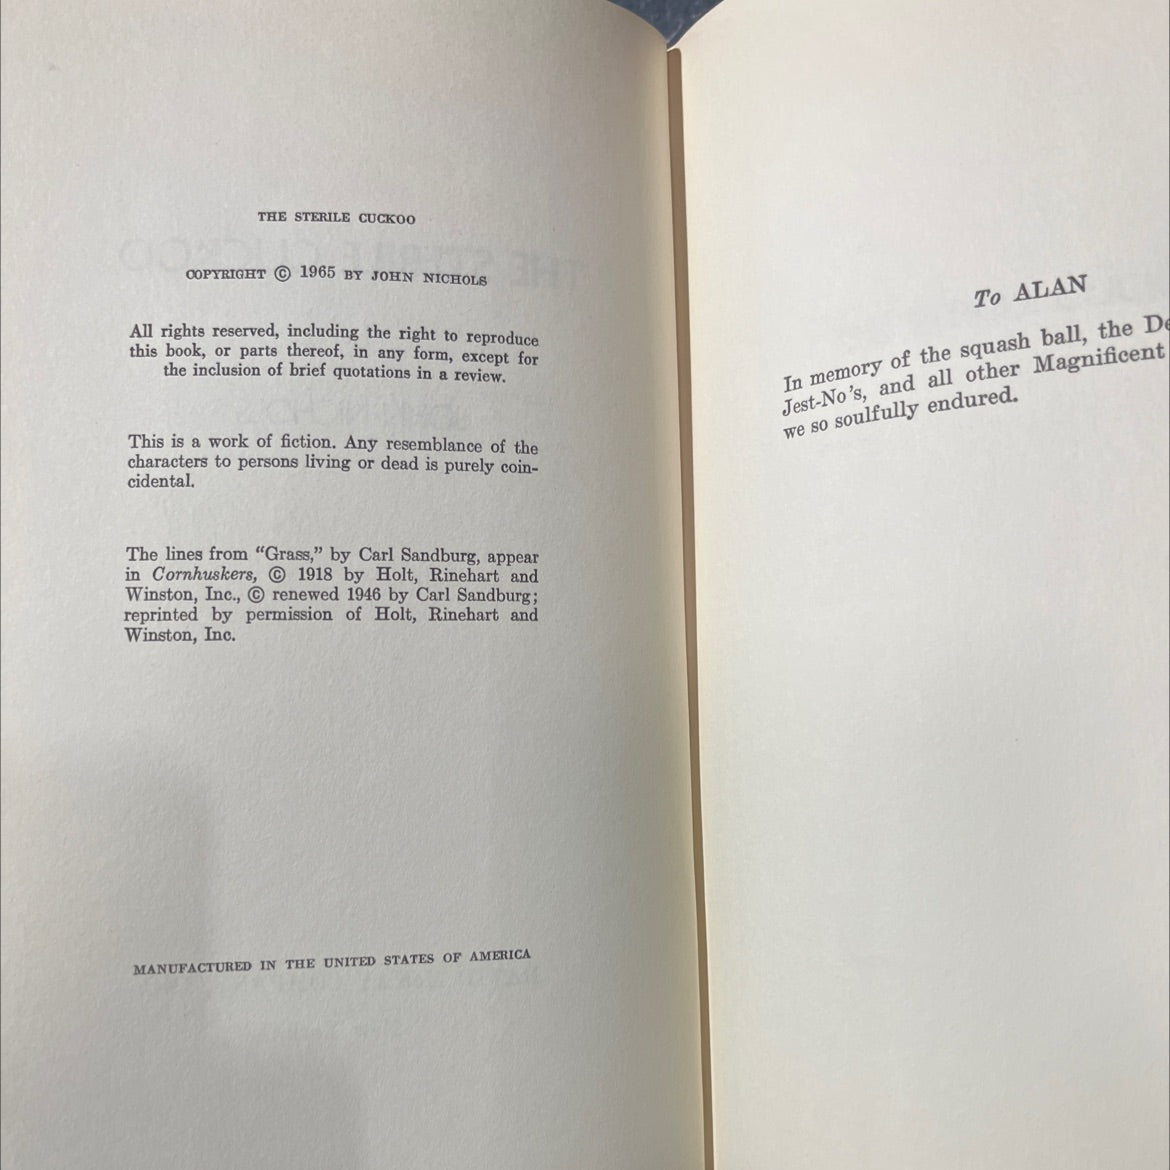 THE STERILE CUCKOO
COPYRIGHT © 1965 BY JOHN NICHOLS
All rights reserved, including the right to reproduce
this book, or parts thereof, in any form, except for
the inclusion of brief quotations in a review.
This is a work of fiction. Any resemblance of the
characters to persons living or dead is purely coin-
cidental.
The lines from “Grass,” by Carl Sandburg, appear
in Cornhuskers, © 1918 by Holt, Rinehart and
Winston, Inc., © renewed 1946 by Carl Sandburg;
reprinted by permission of Holt, Rinehart and
Winston, Inc.
MANUFACTURED IN THE UNITED STATES OF AMERICA
To ALAN
In memory of the squash ball, the
Jest-No's, and all other Magnificent
we so soulfully endured.